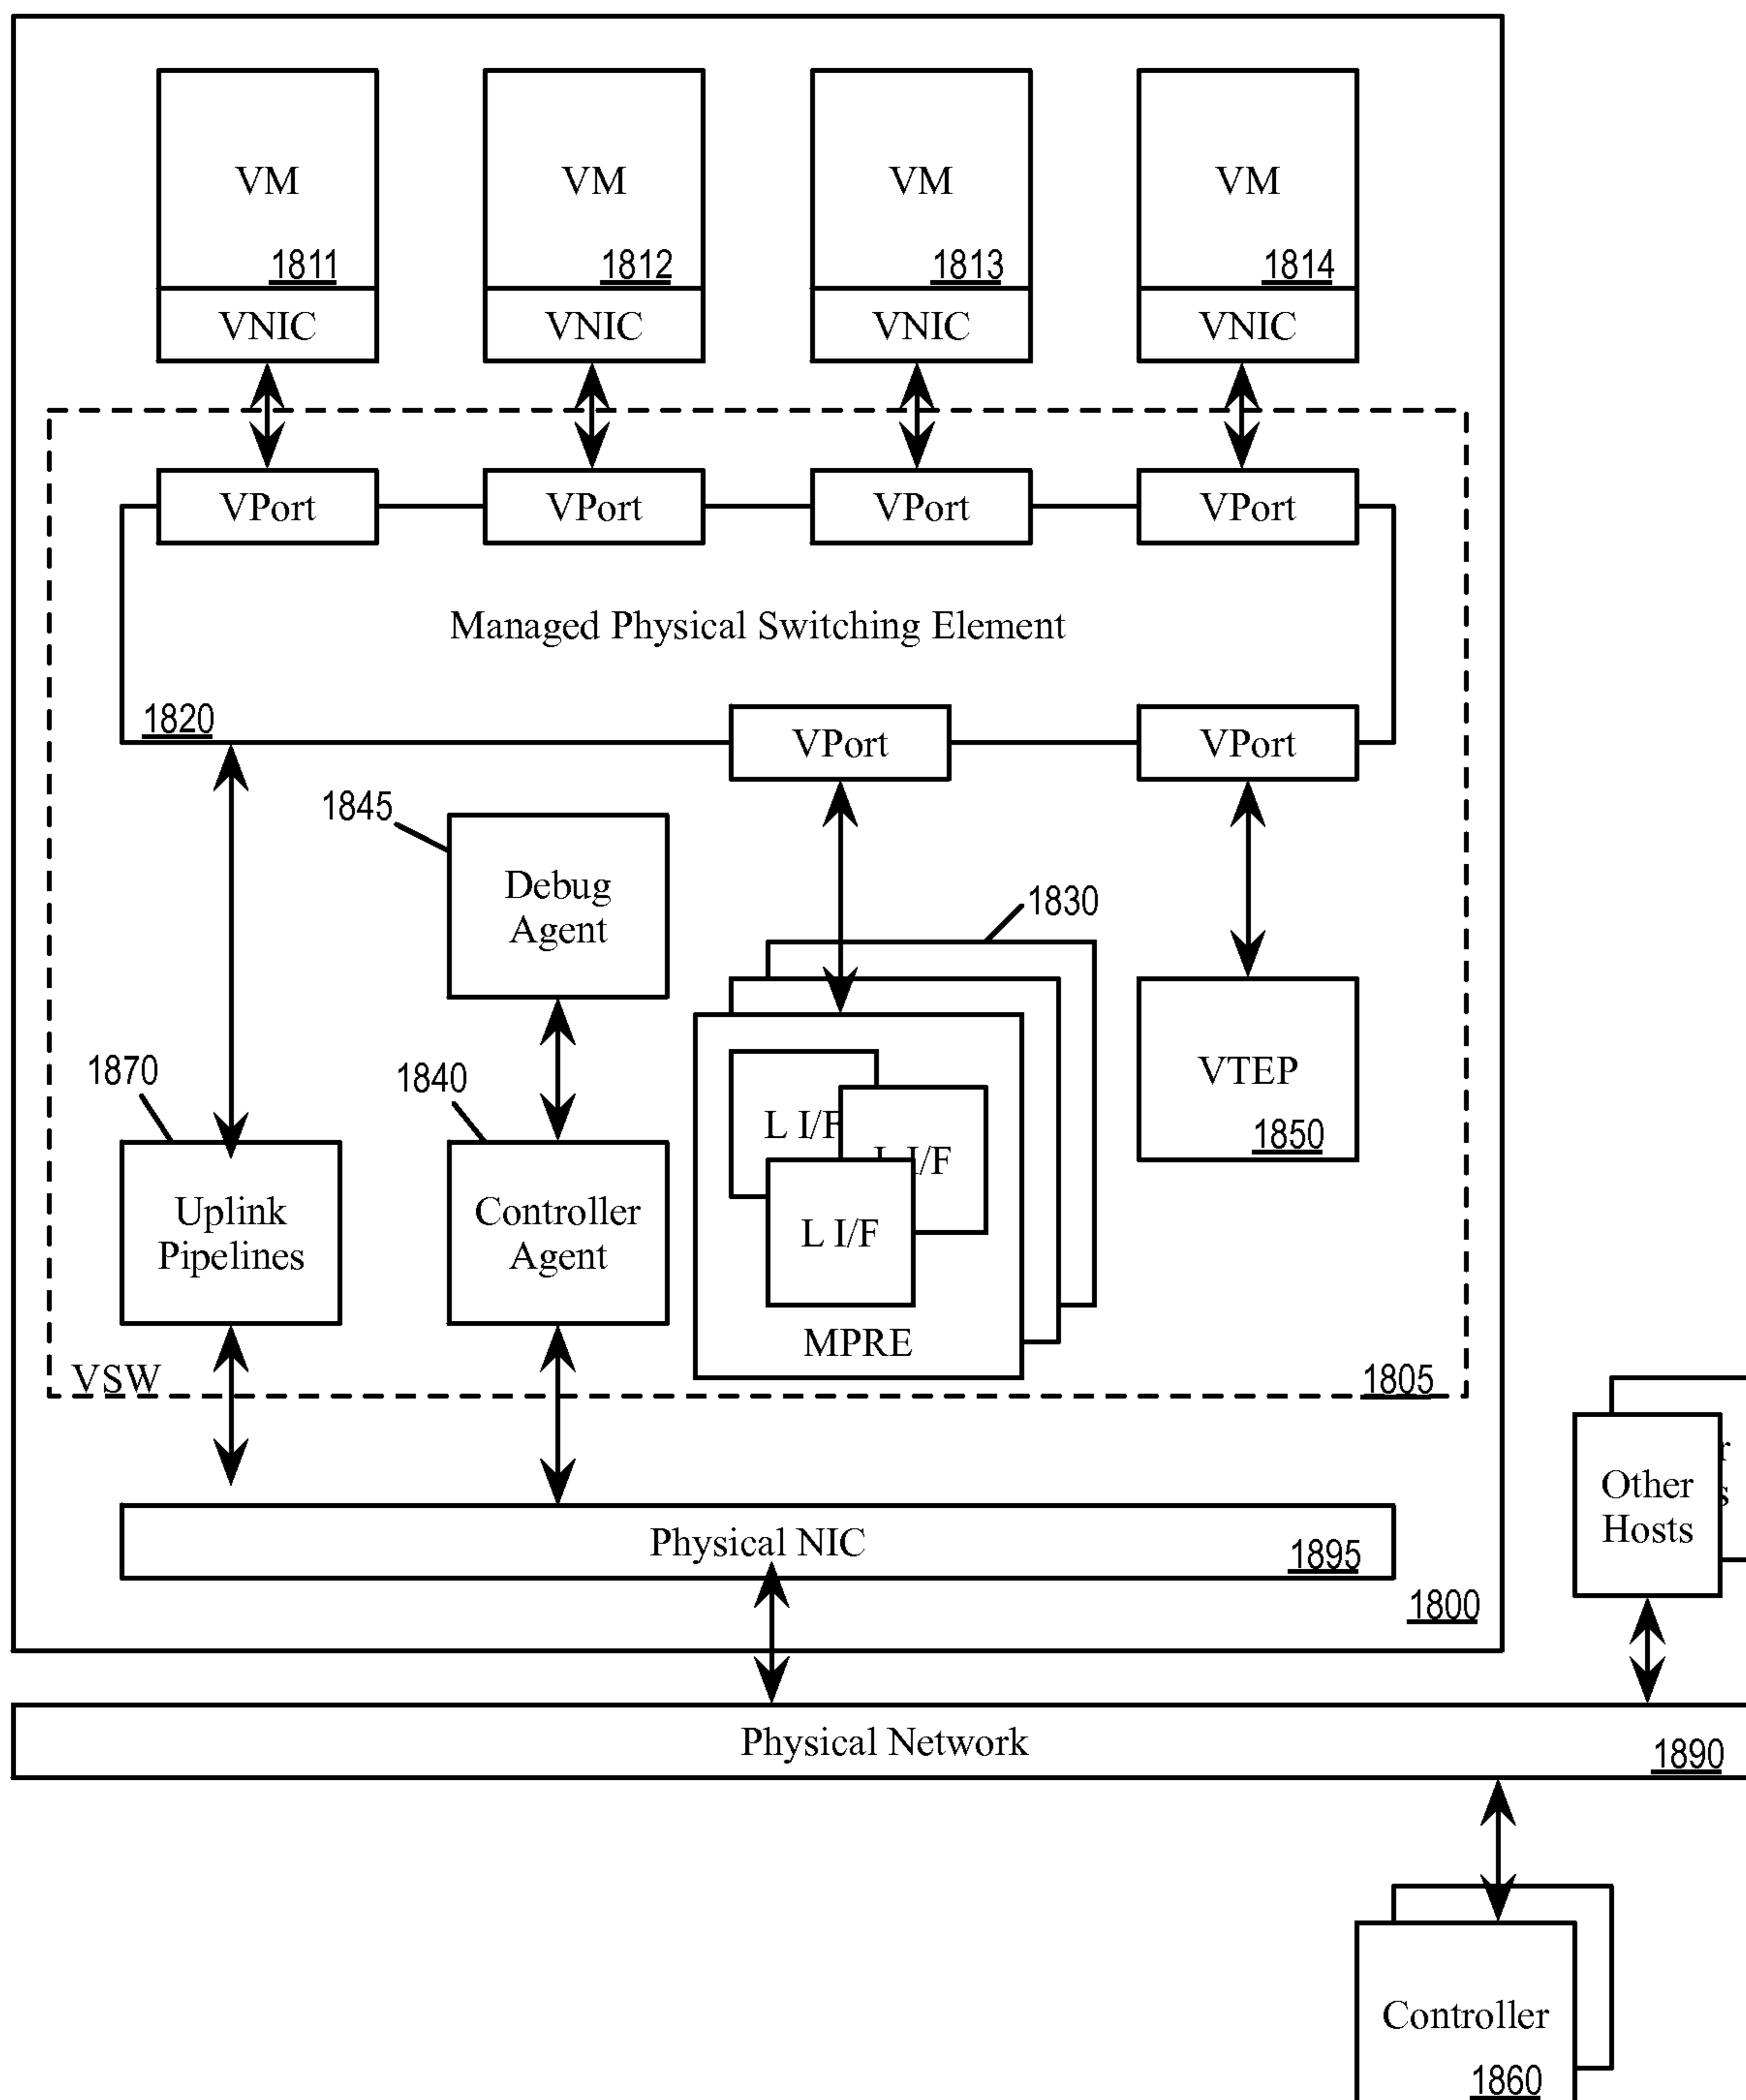 VM
1811
VNIC
VM
1812
VNIC
VM
1813
VNIC
VM
1814
VNIC
VPort
VPort
VPort
VPort
Managed Physical Switching Element
1820
VPort
VPort
1845
Debug
Agent
1830
1870
Uplink
Pipelines
1840
Controller
Agent
L I/F
I/F
L I/F
MPRE
VTEP
1850
VSW
1805
Physical NIC
1895
1800
Other
Hosts
Physical Network
1890
Controller
1860